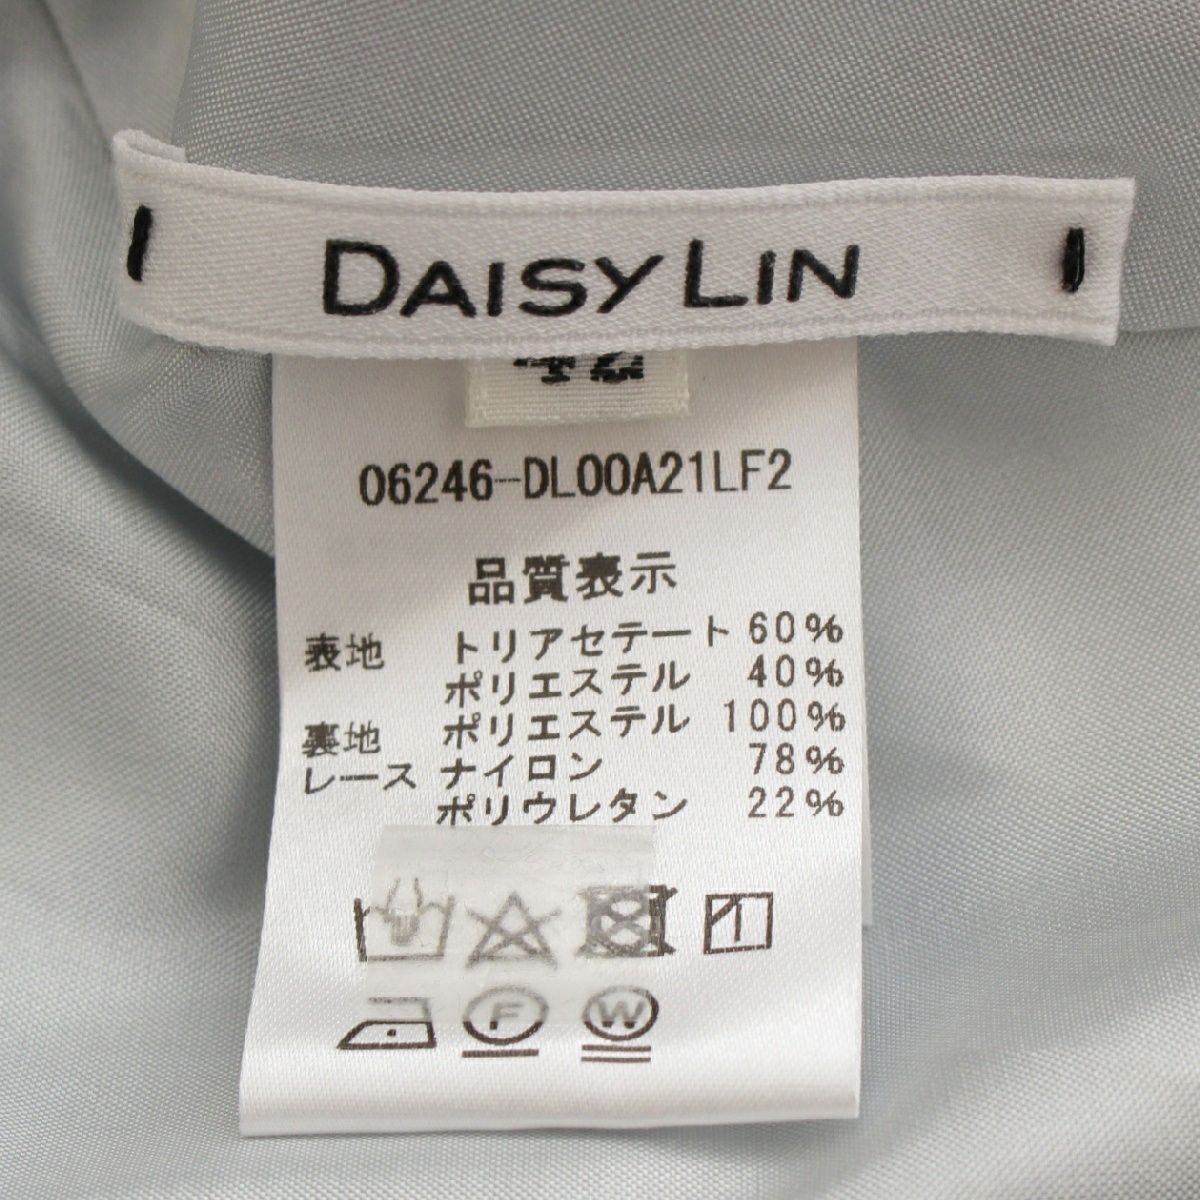 DAISY LIN
42
06246-DL00A21LF2
品質表示
表地 トリアセテート 60%
ポリエステル 40%
裏地 ポリエステル 100%
レース ナイロン 78%
ポリウレタン 22%
F W